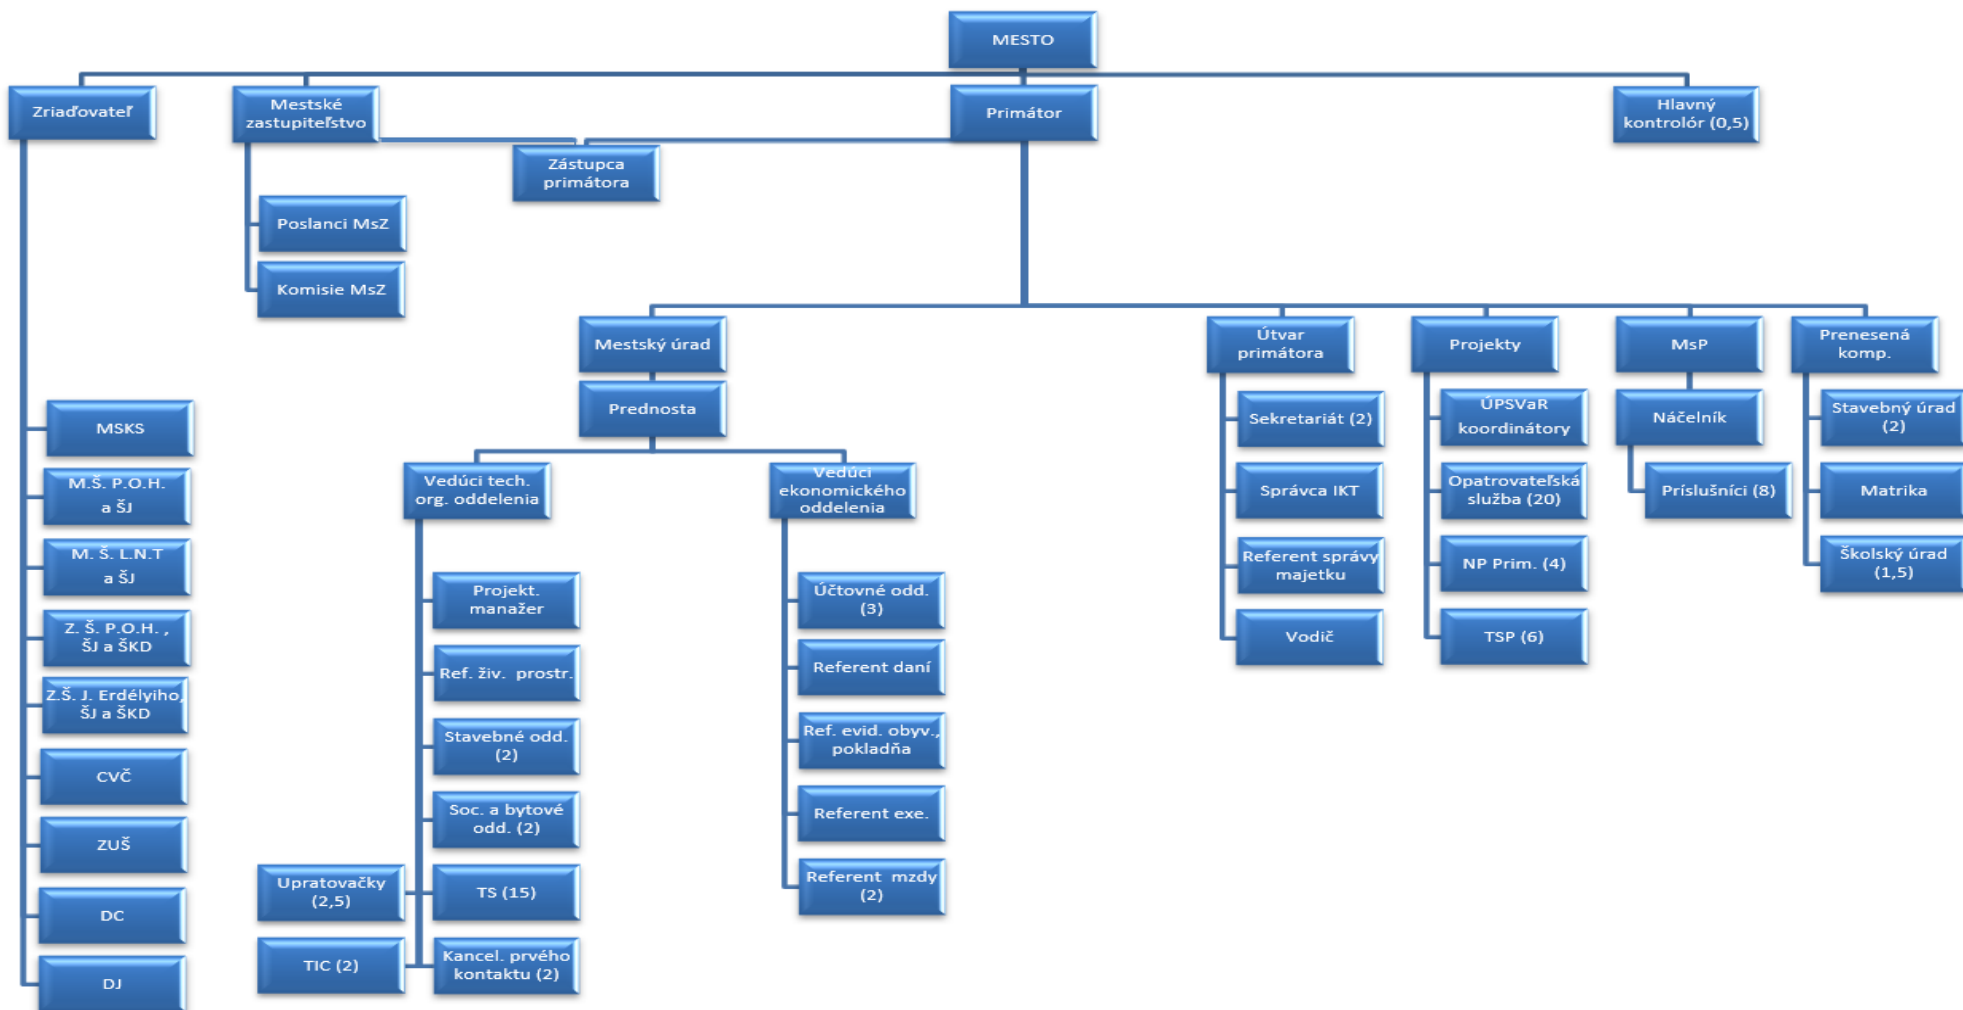 MESTO
Zriaďovateľ
Mestské
zastupiteľstvo
Primátor
Hlavný
kontrolór (0,5)
Zástupca
primátora
Poslanci MsZ
Komisie MsZ
Mestský úrad
Prednosta
Útvar
primátora
Projekty
MsP
Prenesená
komp.
MSKS
M.Š. P.O.H.
a ŠJ
M. Š. L.N.T
a ŠJ
Z. Š. P.O.H. ,
ŠJ a ŠKD
Z.Š. J. Erdélyiho,
ŠJ a ŠKD
CVČ
ZUŠ
DC
DJ
Vedúci tech.
org. oddelenia
Projekt.
manažer
Ref. živ. prostr.
Stavebné odd.
(2)
Soc. a bytové
odd. (2)
Upratovačky
(2,5)
TS (15)
TIC (2)
Kancel. prvého
kontaktu (2)
Vedúci
ekonomického
oddelenia
Účtovné odd.
(3)
Referent daní
Ref. evid. obyv.,
pokladňa
Referent exe.
Referent mzdy
(2)
Sekretariát (2)
Správca IKT
Referent správy
majetku
Vodič
ÚPSVaR
koordinátory
Opatrovateľská
služba (20)
NP Prim. (4)
TSP (6)
Náčelník
Príslušníci (8)
Stavebný úrad
(2)
Matrika
Školský úrad
(1,5)